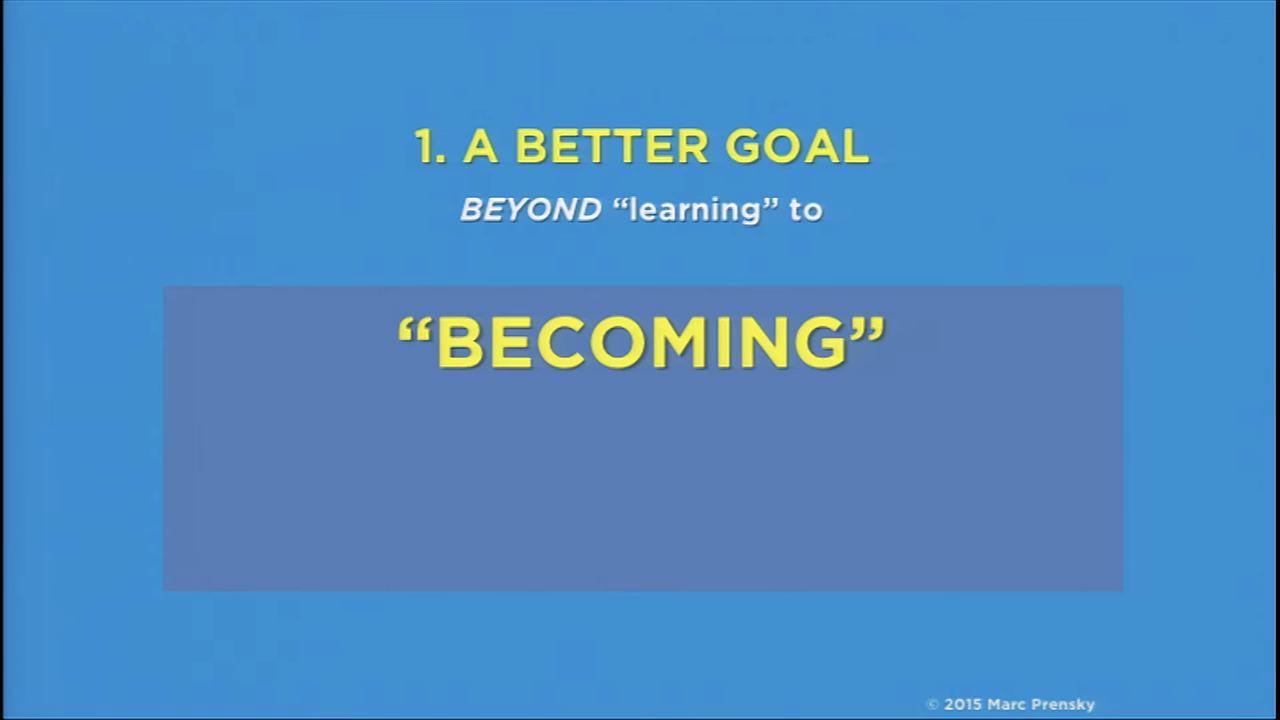 1. A BETTER GOAL
BEYOND “learning” to
“BECOMING”
© 2015 Marc Prensky